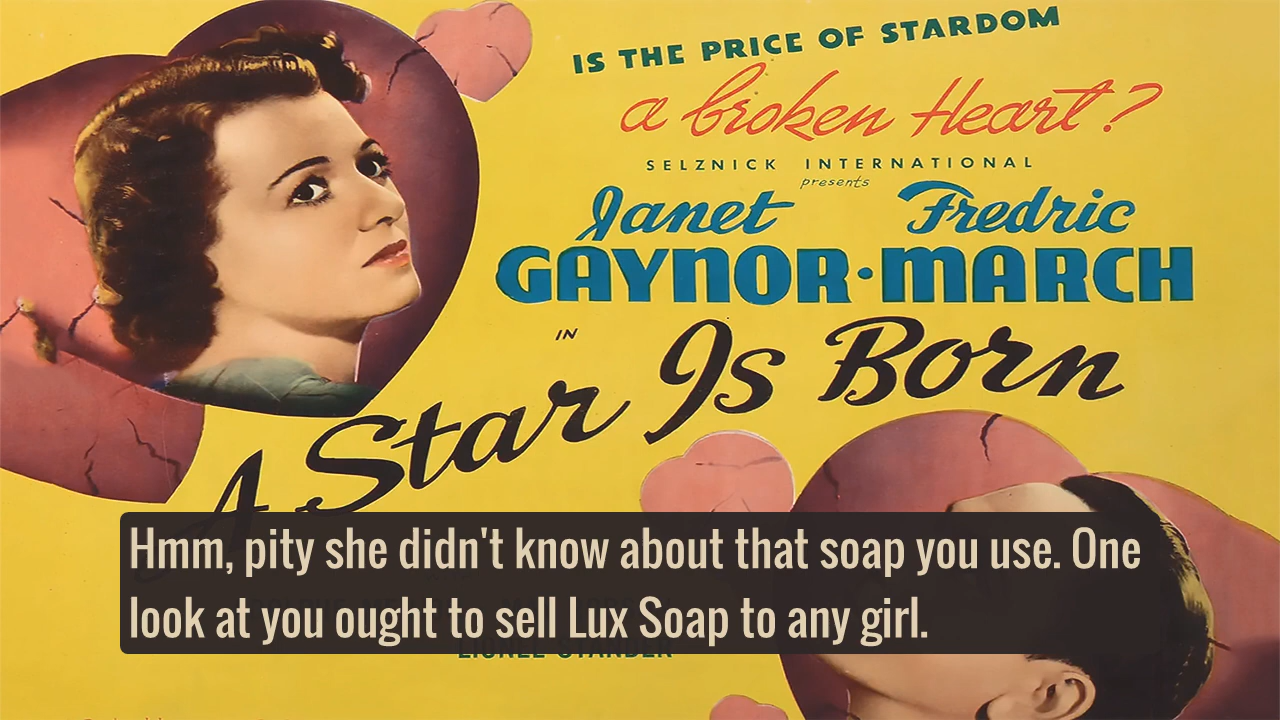 IS THE PRICE OF STARDOM
a broken Heart?
SELZNICK INTERNATIONAL
presents
Janet Fredric
GAYNOR·MARCH
IN
A Star Is Born
Hmm, pity she didn't know about that soap you use. One
look at you ought to sell Lux Soap to any girl.
LIONEL STANDER